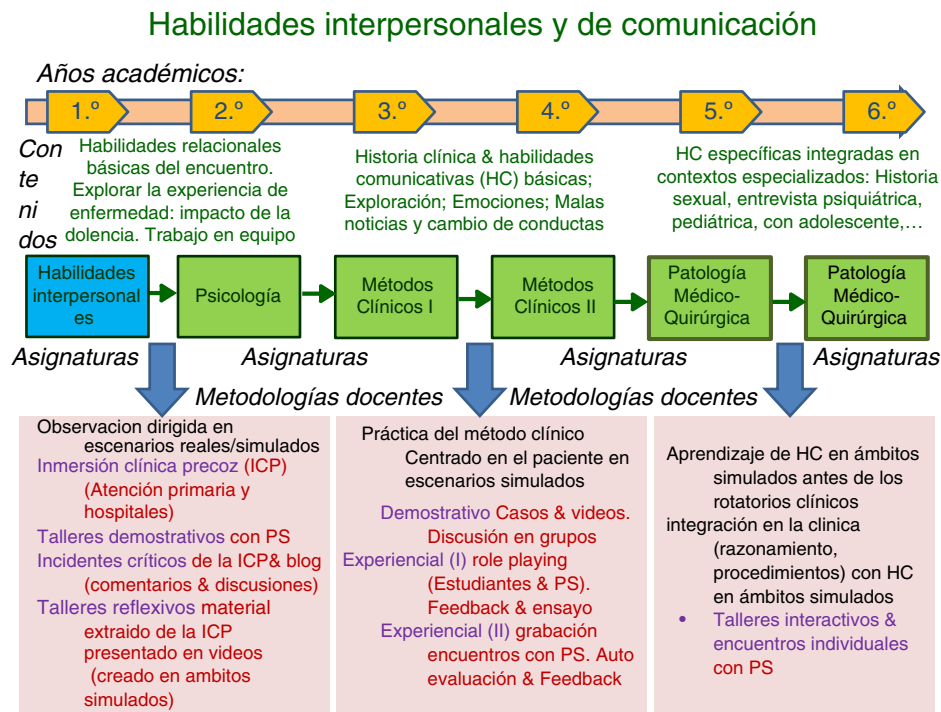 Habilidades interpersonales y de comunicación
Años académicos:
1.º
2.º
3.º
4.º
5.º
6.º
Con
te
ni
dos
Habilidades relacionales
básicas del encuentro.
Explorar la experiencia de
enfermedad: impacto de la
dolencia. Trabajo en equipo
Historia clínica & habilidades
comunicativas (HC) básicas;
Exploración; Emociones; Malas
noticias y cambio de conductas
HC específicas integradas en
contextos especializados: Historia
sexual, entrevista psiquiátrica,
pediátrica, con adolescente,…
Habilidades
interpersonal
es
Psicología
Métodos
Clínicos I
Métodos
Clínicos II
Patología
Médico-
Quirúrgica
Patología
Médico-
Quirúrgica
Asignaturas
Asignaturas
Asignaturas
Asignaturas
Metodologías docentes
Metodologías docentes
Observacion dirigida en
escenarios reales/simulados
Inmersión clínica precoz (ICP)
(Atención primaria y
hospitales)
Talleres demostrativos con PS
Incidentes críticos de la ICP& blog
(comentarios & discusiones)
Talleres reflexivos material
extraido de la ICP
presentado en videos
(creado en ambitos
simulados)
Práctica del método clínico
Centrado en el paciente en
escenarios simulados
Demostrativo Casos & videos.
Discusión en grupos
Experiencial (I) role playing
(Estudiantes & PS).
Feedback & ensayo
Experiencial (II) grabación
encuentros con PS. Auto
evaluación & Feedback
Aprendizaje de HC en ámbitos
simulados antes de los
rotatorios clínicos
integración en la clinica
(razonamiento,
procedimientos) con HC
en ámbitos simulados
• Talleres interactivos &
encuentros individuales
con PS